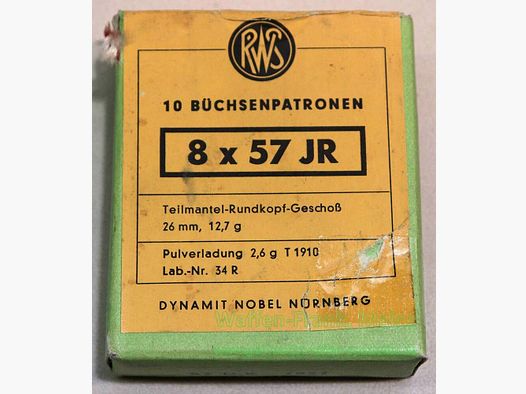 RWS
10 BÜCHSENPATRONEN
8 x 57 JR
Teilmantel-Rundkopf-Geschoß
26 mm, 12,7 g
Pulverladung 2,6 g T 1910
Lab.-Nr. 34 R
DYNAMIT NOBEL NÜRNBERG